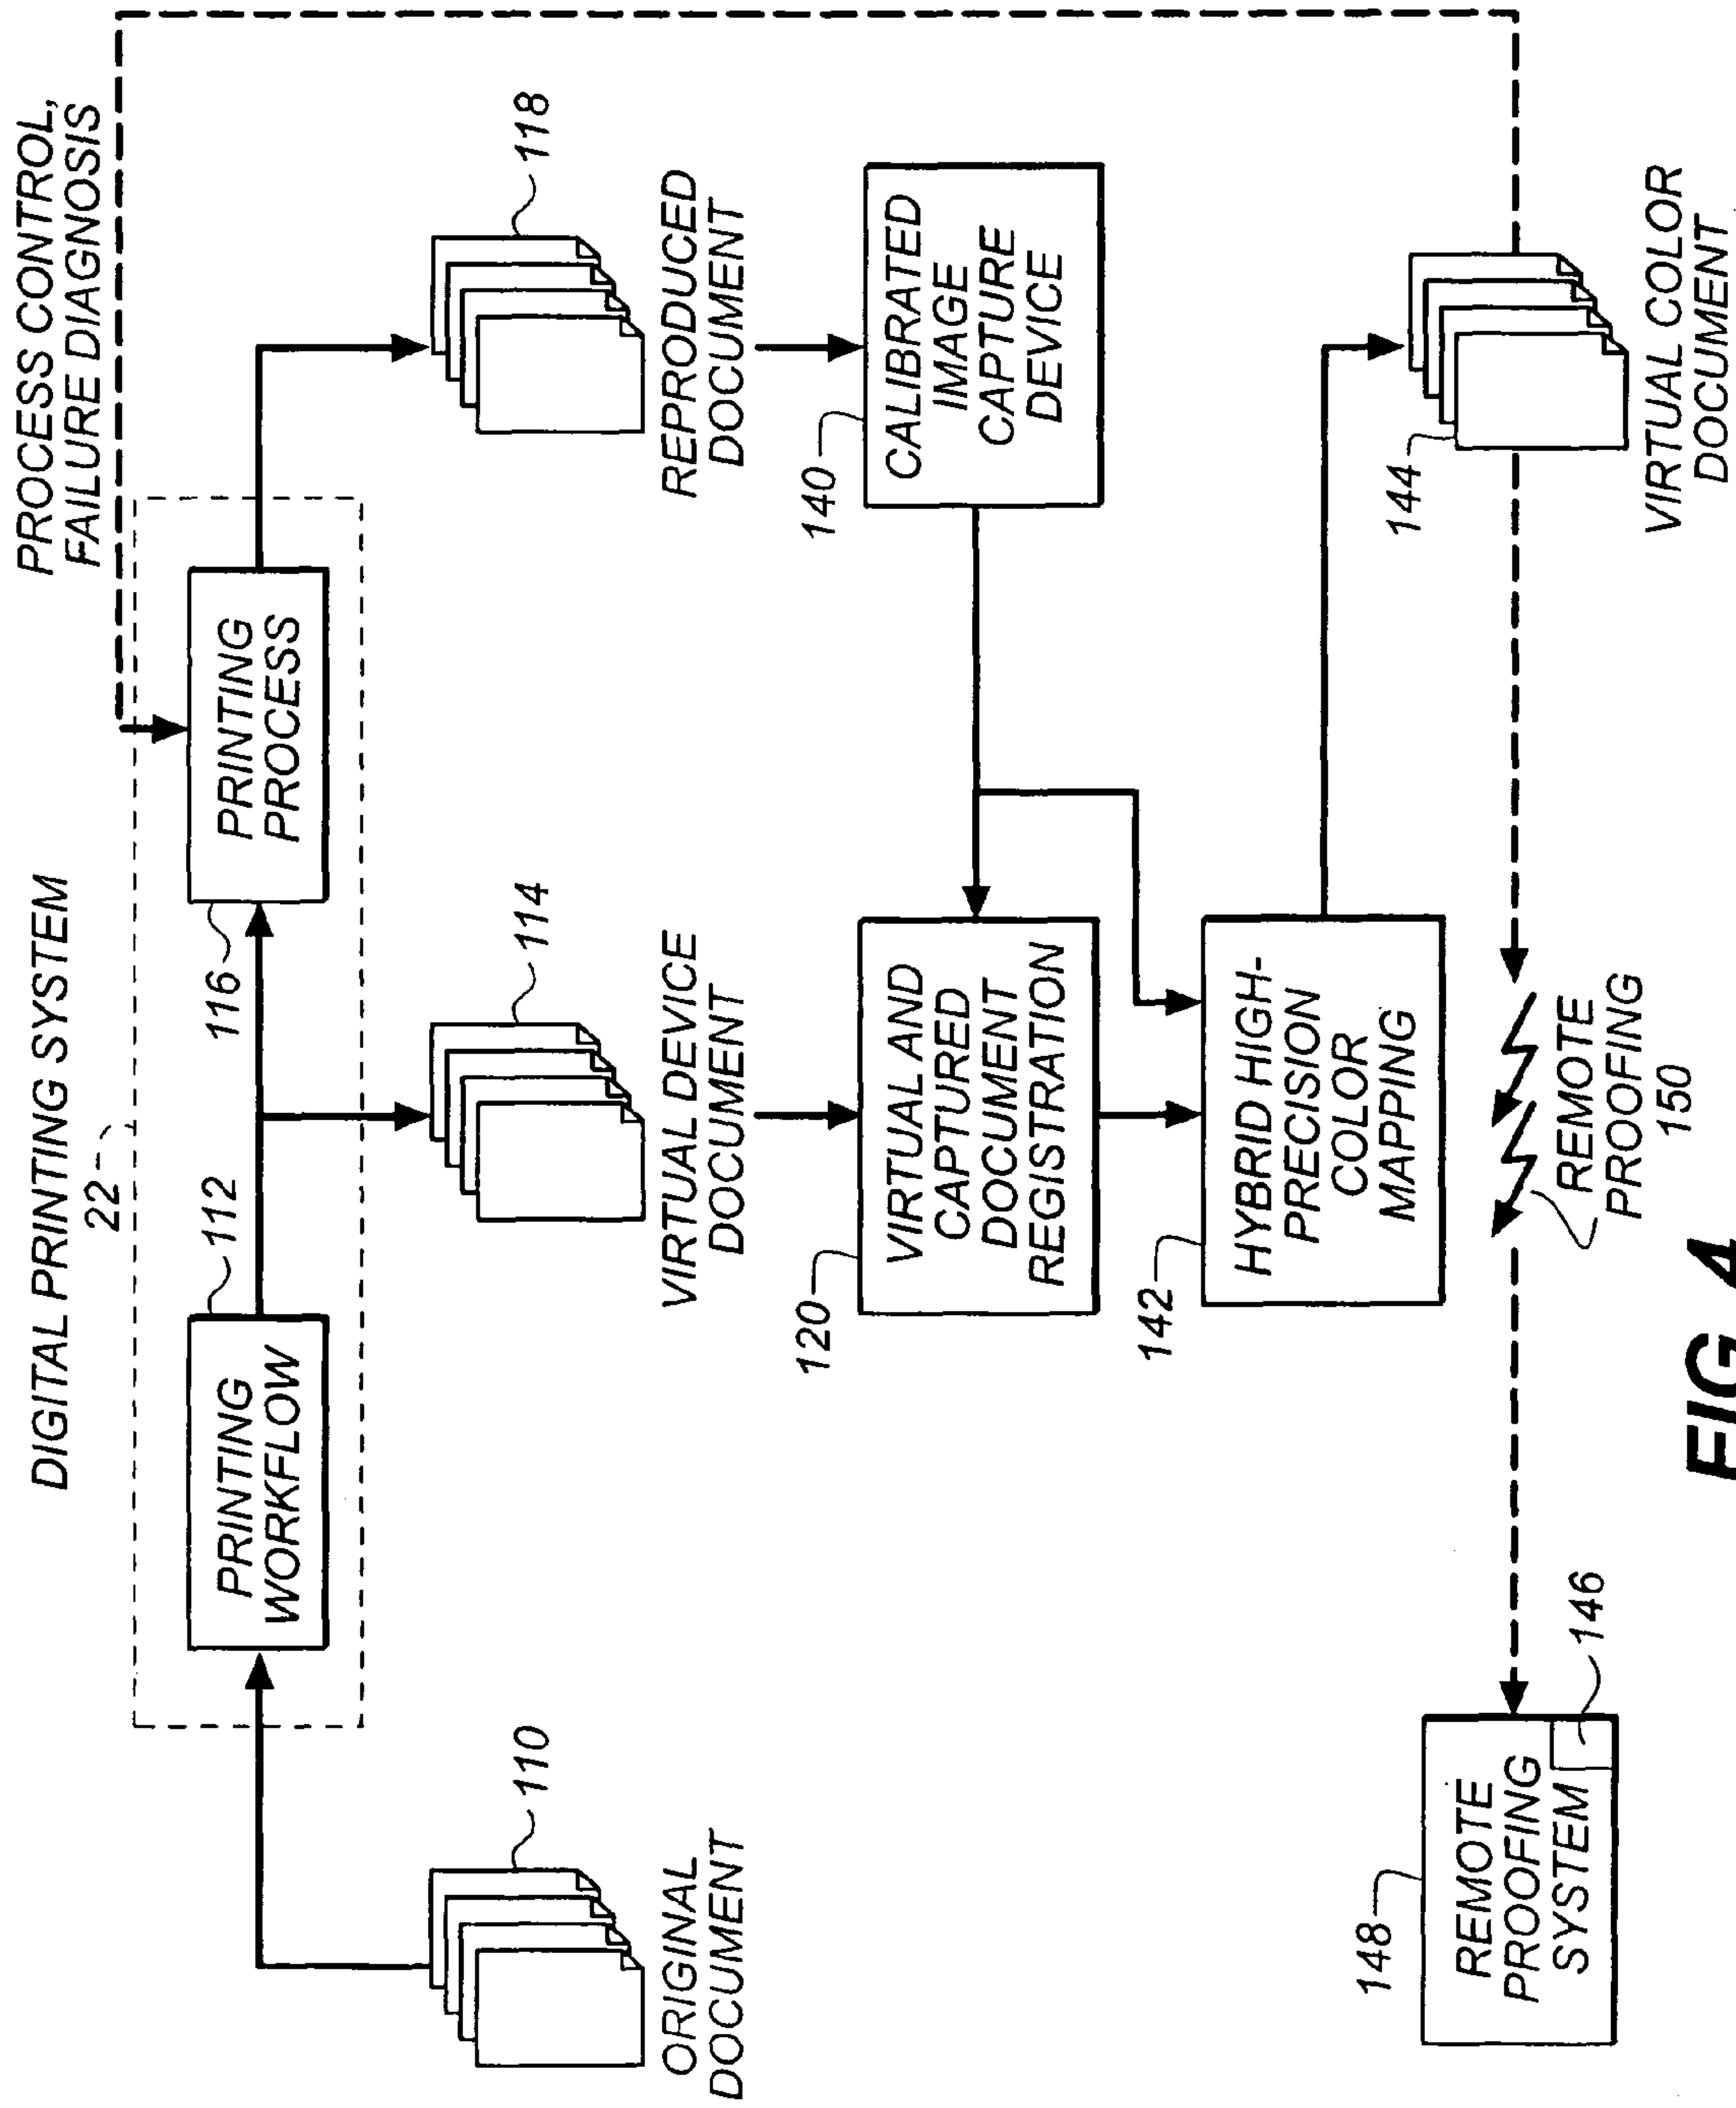 PROCESS CONTROL,
FAILURE DIAGNOSIS
DIGITAL PRINTING SYSTEM
22
112
116
PRINTING
WORKFLOW
PRINTING
PROCESS
110
114
118
ORIGINAL
DOCUMENT
VIRTUAL DEVICE
DOCUMENT
REPRODUCED
DOCUMENT
120
VIRTUAL AND
CAPTURED
DOCUMENT
REGISTRATION
140
CALIBRATED
IMAGE
CAPTURE
DEVICE
142
HYBRID HIGH-
PRECISION
COLOR
MAPPING
148
REMOTE
PROOFING
SYSTEM
146
REMOTE
PROOFING
150
144
VIRTUAL COLOR
DOCUMENT
FIG. 4